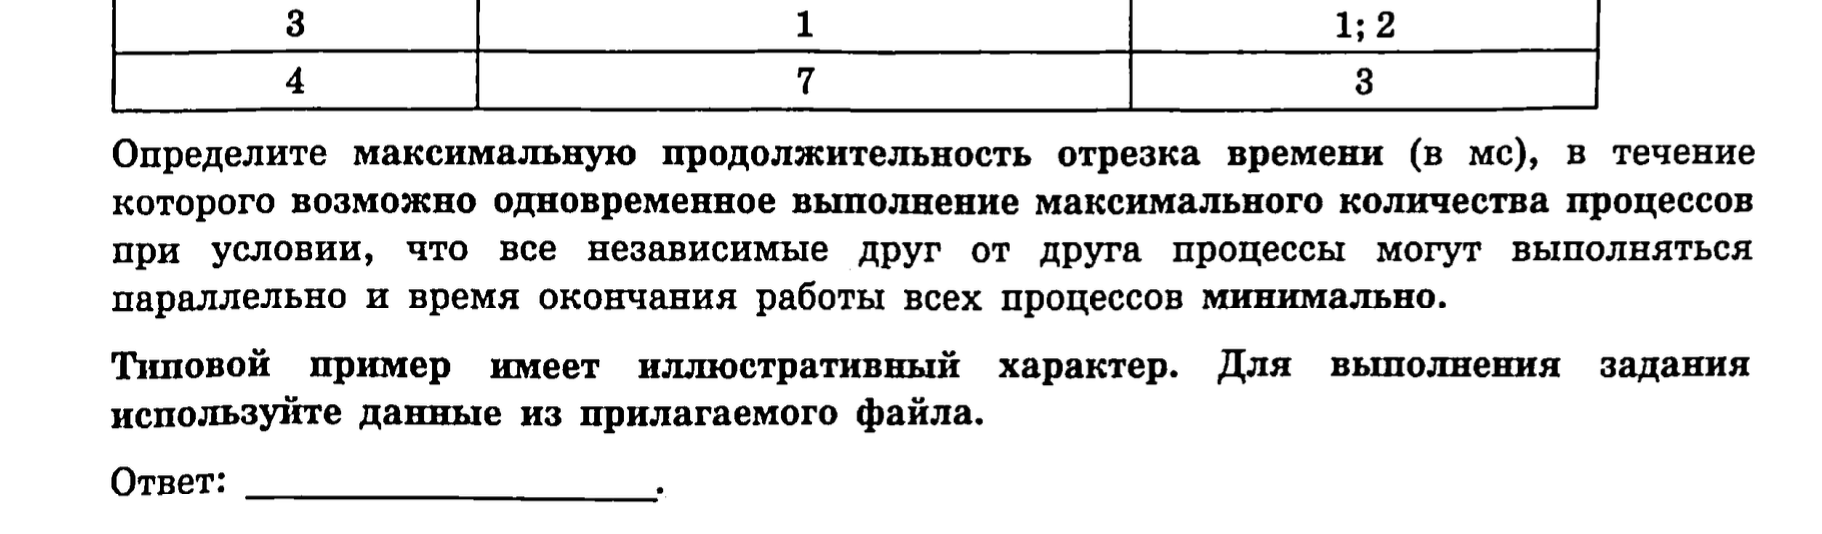 3 1 1; 2
4 7 3
Определите максимальную продолжительность отрезка времени (в мс), в течение
которого возможно одновременное выполнение максимального количества процессов
при условии, что все независимые друг от друга процессы могут выполняться
параллельно и время окончания работы всех процессов минимально.
Типовой пример имеет иллюстративный характер. Для выполнения задания
используйте данные из прилагаемого файла.
Ответ: ____________________.